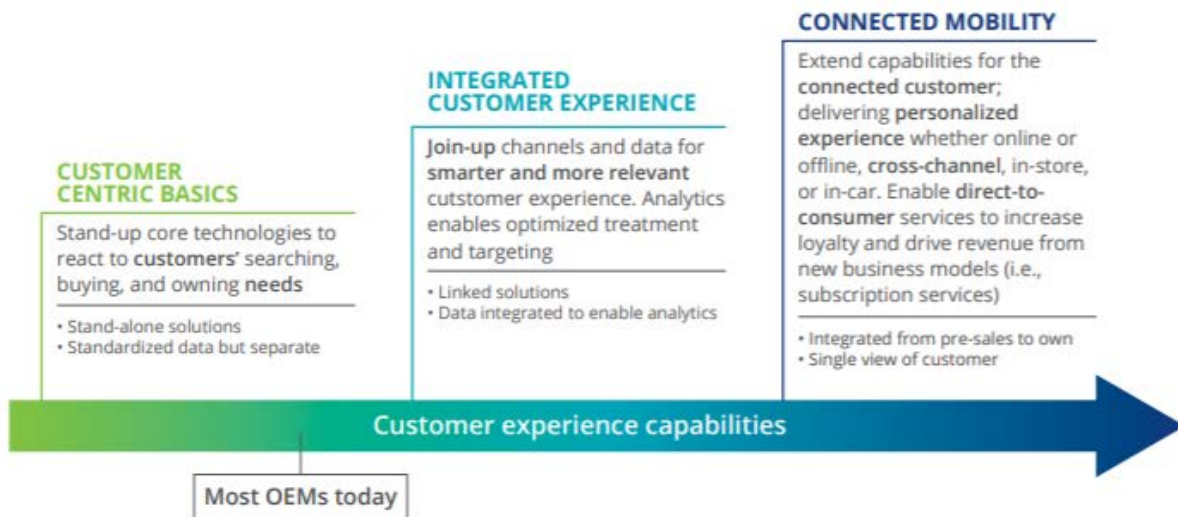 CUSTOMER
CENTRIC BASICS
Stand-up core technologies to
react to customers' searching,
buying, and owning needs
• Stand-alone solutions
• Standardized data but separate
INTEGRATED
CUSTOMER EXPERIENCE
Join-up channels and data for
smarter and more relevant
cutstomer experience. Analytics
enables optimized treatment
and targeting
• Linked solutions
• Data integrated to enable analytics
CONNECTED MOBILITY
Extend capabilities for the
connected customer;
delivering personalized
experience whether online or
offline, cross-channel, in-store,
or in-car. Enable direct-to-
consumer services to increase
loyalty and drive revenue from
new business models (i.e.,
subscription services)
• Integrated from pre-sales to own
• Single view of customer
Customer experience capabilities
Most OEMs today